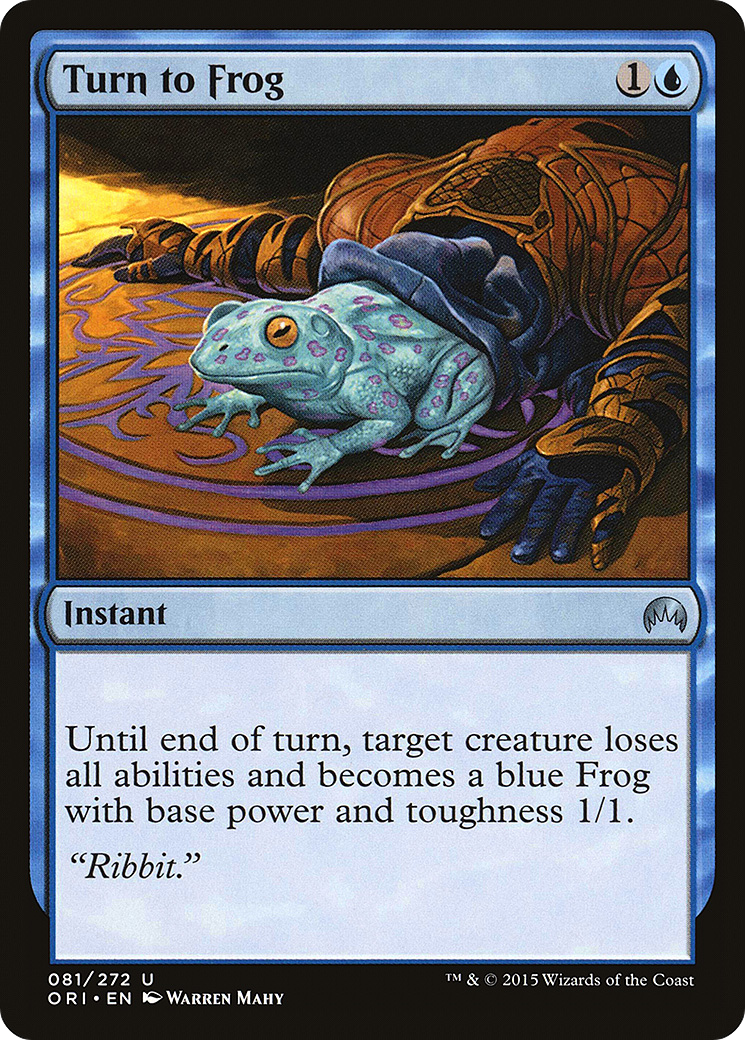 Turn to Frog
1
Instant
Until end of turn, target creature loses
all abilities and becomes a blue Frog
with base power and toughness 1/1.
“Ribbit.”
081/272 U
ORI • EN Warren Mahy
™ & © 2015 Wizards of the Coast